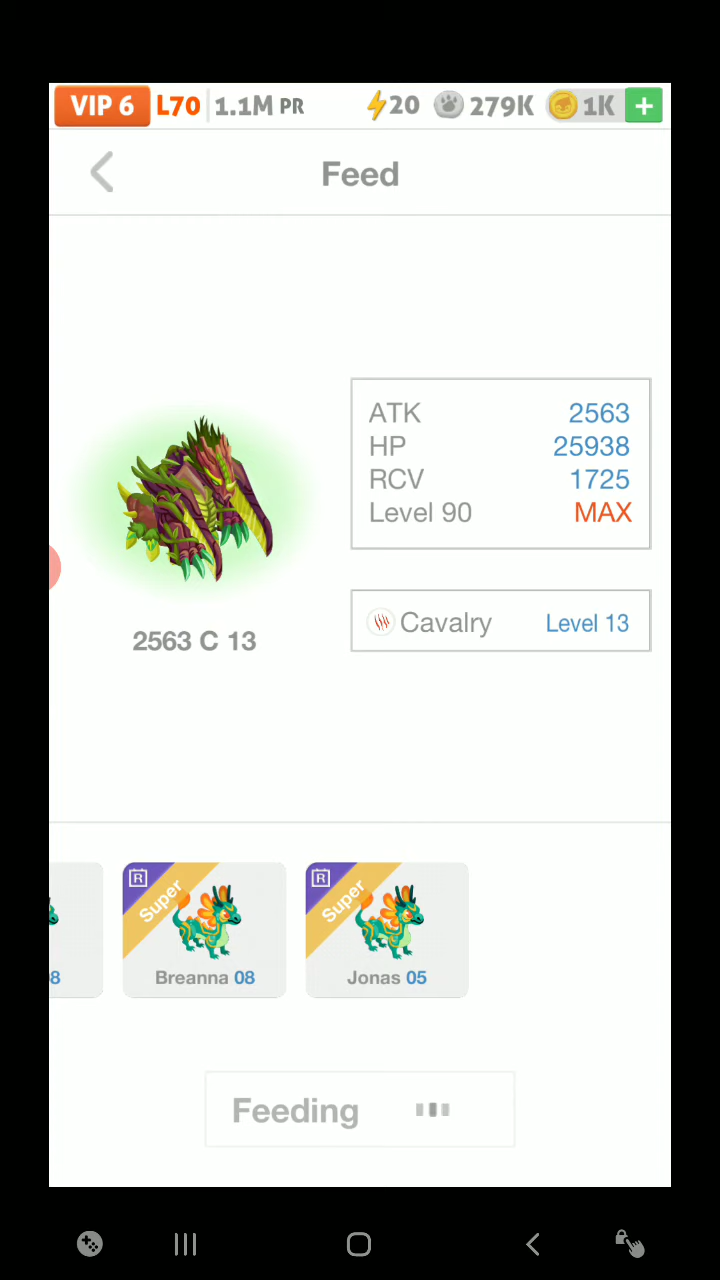 VIP 6 L70 1.1M PR 20 279K 1K +
Feed
ATK 2563
HP 25938
RCV 1725
Level 90 MAX
Cavalry Level 13
2563 C 13
R Super R Super
8 Breanna 08 Jonas 05
Feeding